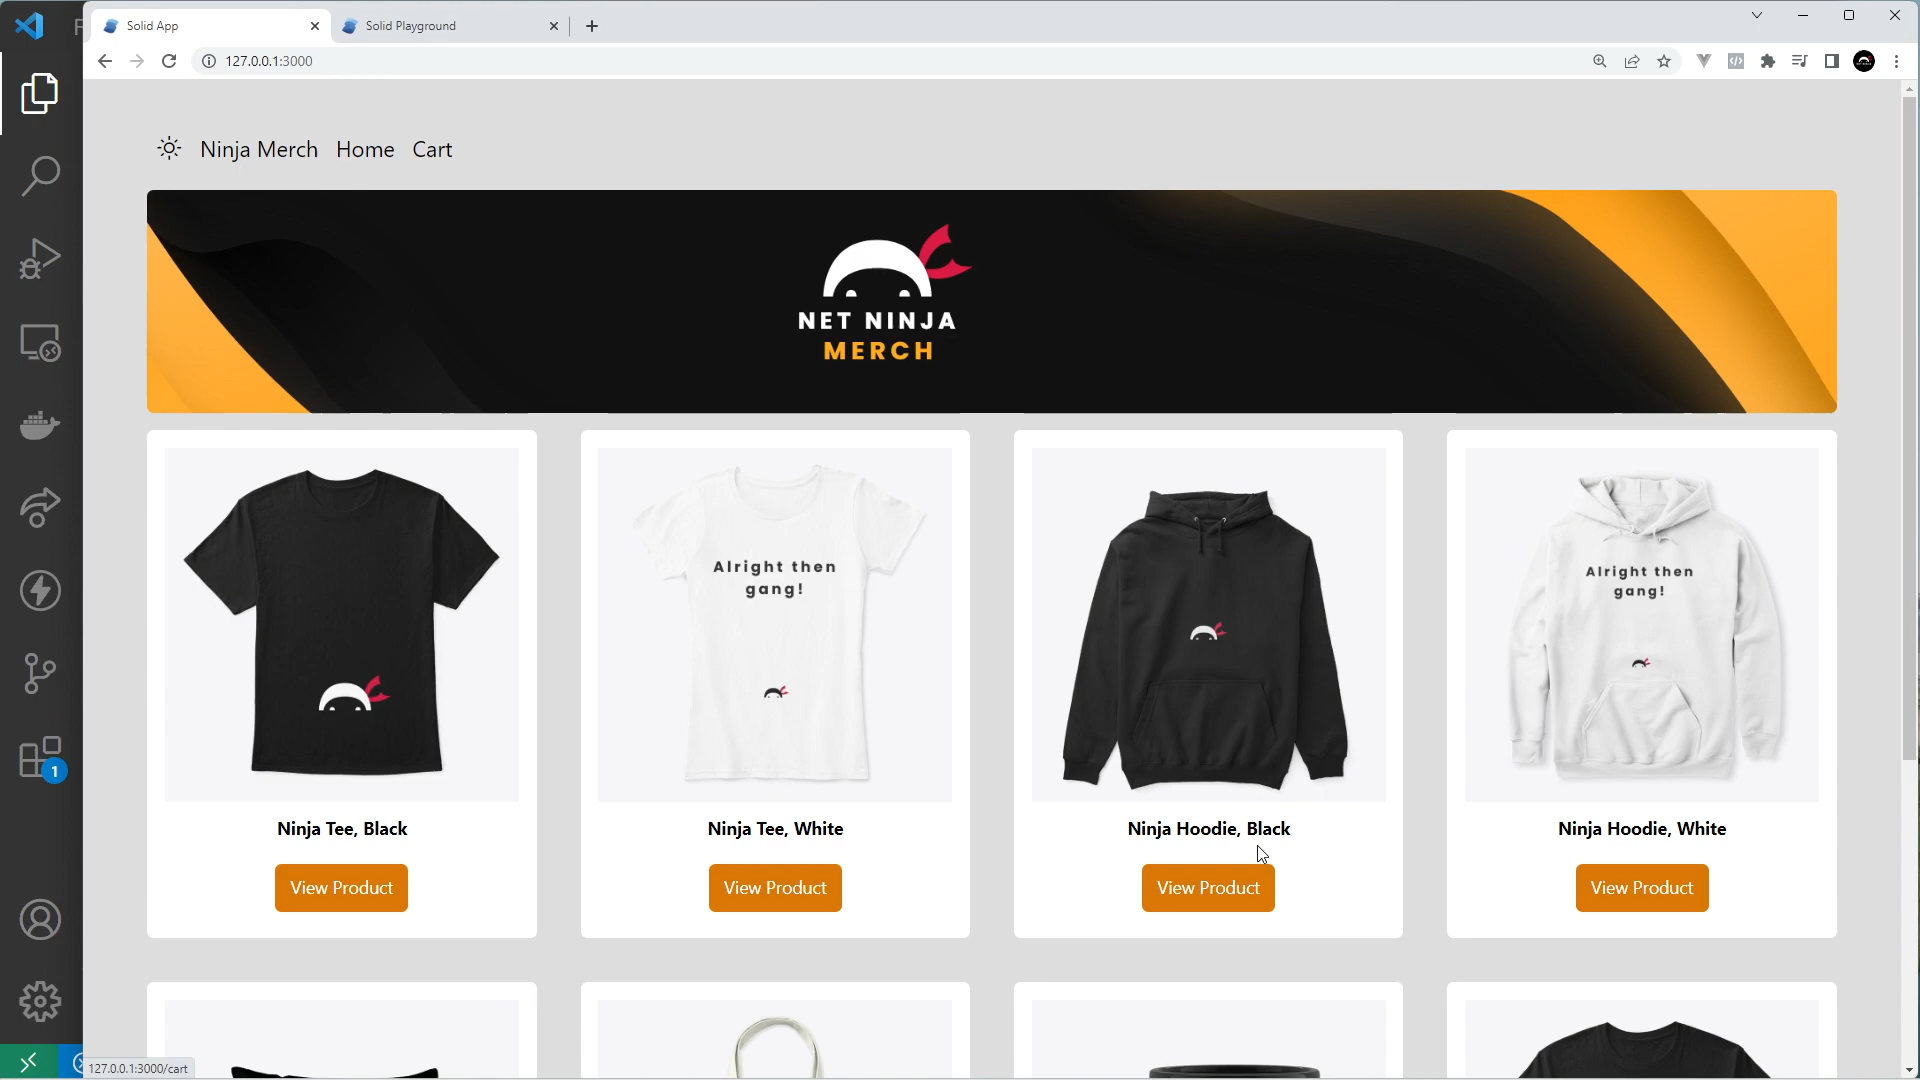 Solid App
Solid Playground
127.0.0.1:3000
Ninja Merch Home Cart
NET NINJA
MERCH
Alright then
gang!
Alright then
gang!
Ninja Tee, Black
Ninja Tee, White
Ninja Hoodie, Black
Ninja Hoodie, White
View Product
View Product
View Product
View Product
1
127.0.0.1:3000/cart